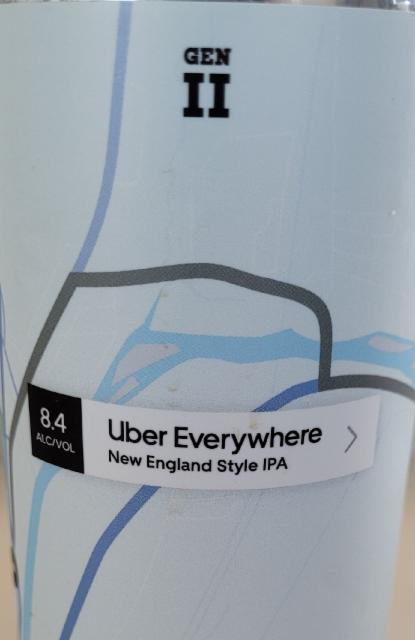 GEN
II
8.4
ALC/VOL
Uber Everywhere
New England Style IPA